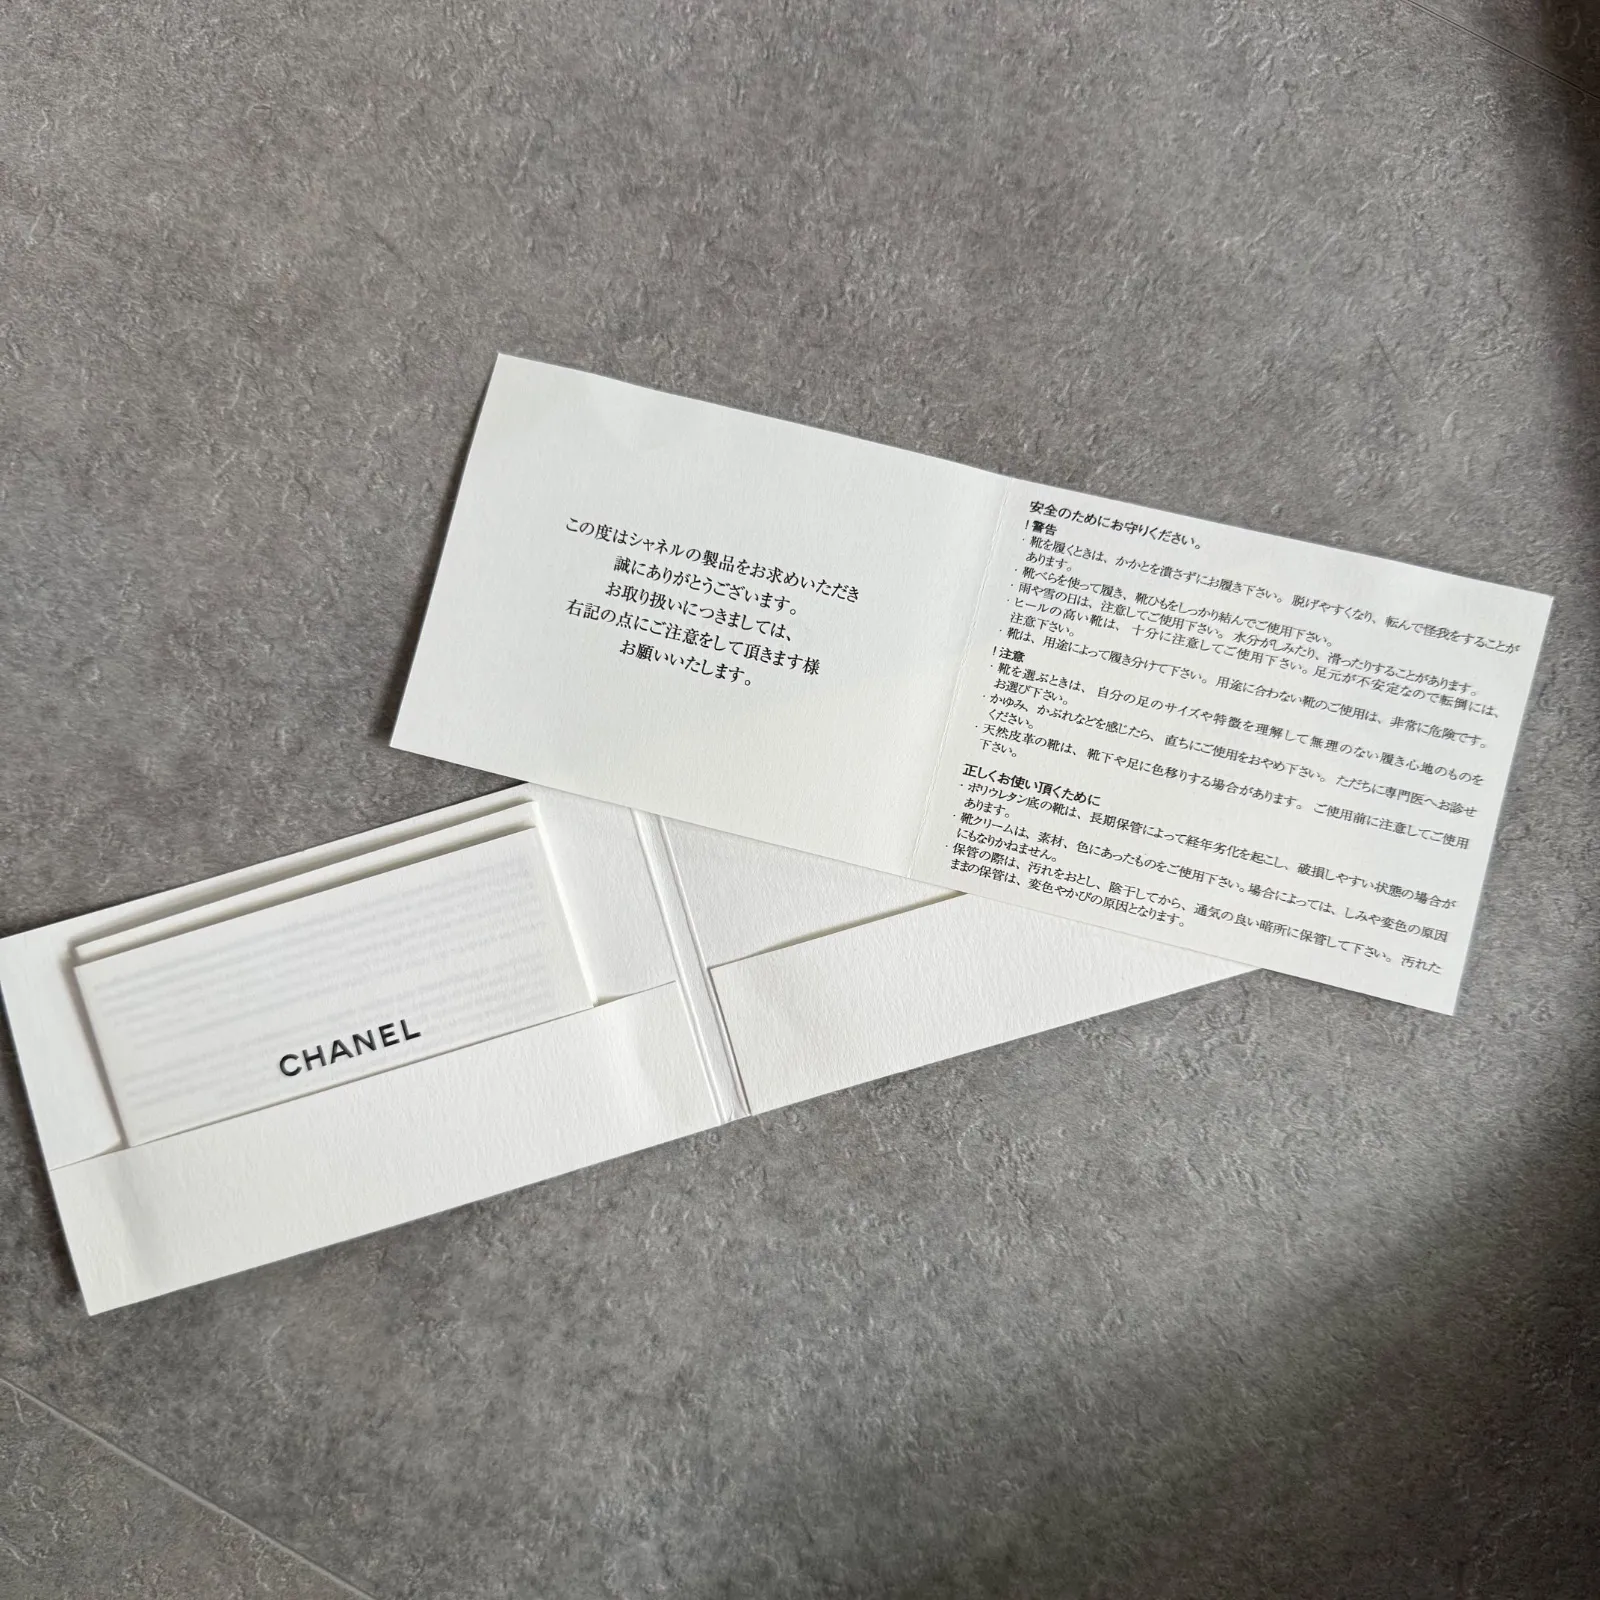 この度はシャネルの製品をお求めいただき
誠にありがとうございます。
お取り扱いにつきましては、
右記の点にご注意をして頂きます様
お願いいたします。
安全のためにお守りください。
！警告
・靴を履くときは、かかとを潰さずにお履き下さい。脱げやすくなり、転んで怪我をすることが
あります。
・靴べらを使って履き、靴ひもをしっかり結んでご使用下さい。
・雨や雪の日は、注意してご使用下さい。水分がしみたり、滑ったりすることがあります。
・ヒールの高い靴は、十分に注意してご使用下さい。足元が不安定なので転倒には、
注意下さい。
・靴は、用途によって履き分けて下さい。用途に合わない靴のご使用は、非常に危険です。
！注意
・靴を選ぶときは、自分の足のサイズや特徴を理解して無理のない履き心地のものを
お選び下さい。
・かゆみ、かぶれなどを感じたら、直ちにご使用をおやめ下さい。ただちに専門医へお診せ
ください。
・天然皮革の靴は、靴下や足に色移りする場合があります。ご使用前に注意してご使用
下さい。
正しくお使い頂くために
・ポリウレタン底の靴は、長期保管によって経年劣化を起こし、破損しやすい状態の場合が
あります。
・靴クリームは、素材、色にあったものをご使用下さい。場合によっては、しみや変色の原因
にもなりかねません。
・保管の際は、汚れをおとし、陰干してから、通気の良い暗所に保管して下さい。汚れた
ままの保管は、変色やかびの原因となります。
CHANEL